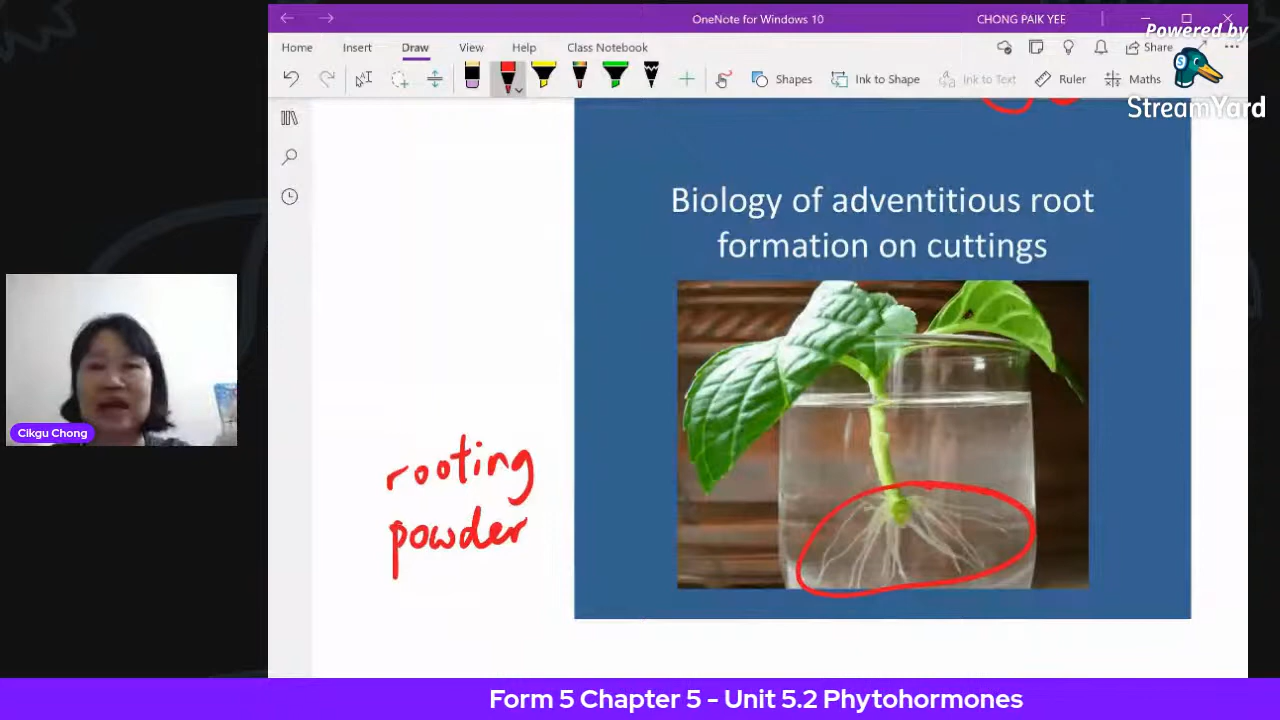 OneNote for Windows 10
CHONG PAIK YEE
Powered by
StreamYard
Home Insert Draw View Help Class Notebook Share
Shapes Ink to Shape Ink to Text Ruler Maths
Biology of adventitious root
formation on cuttings
Cikgu Chong
rooting
powder
Form 5 Chapter 5 - Unit 5.2 Phytohormones